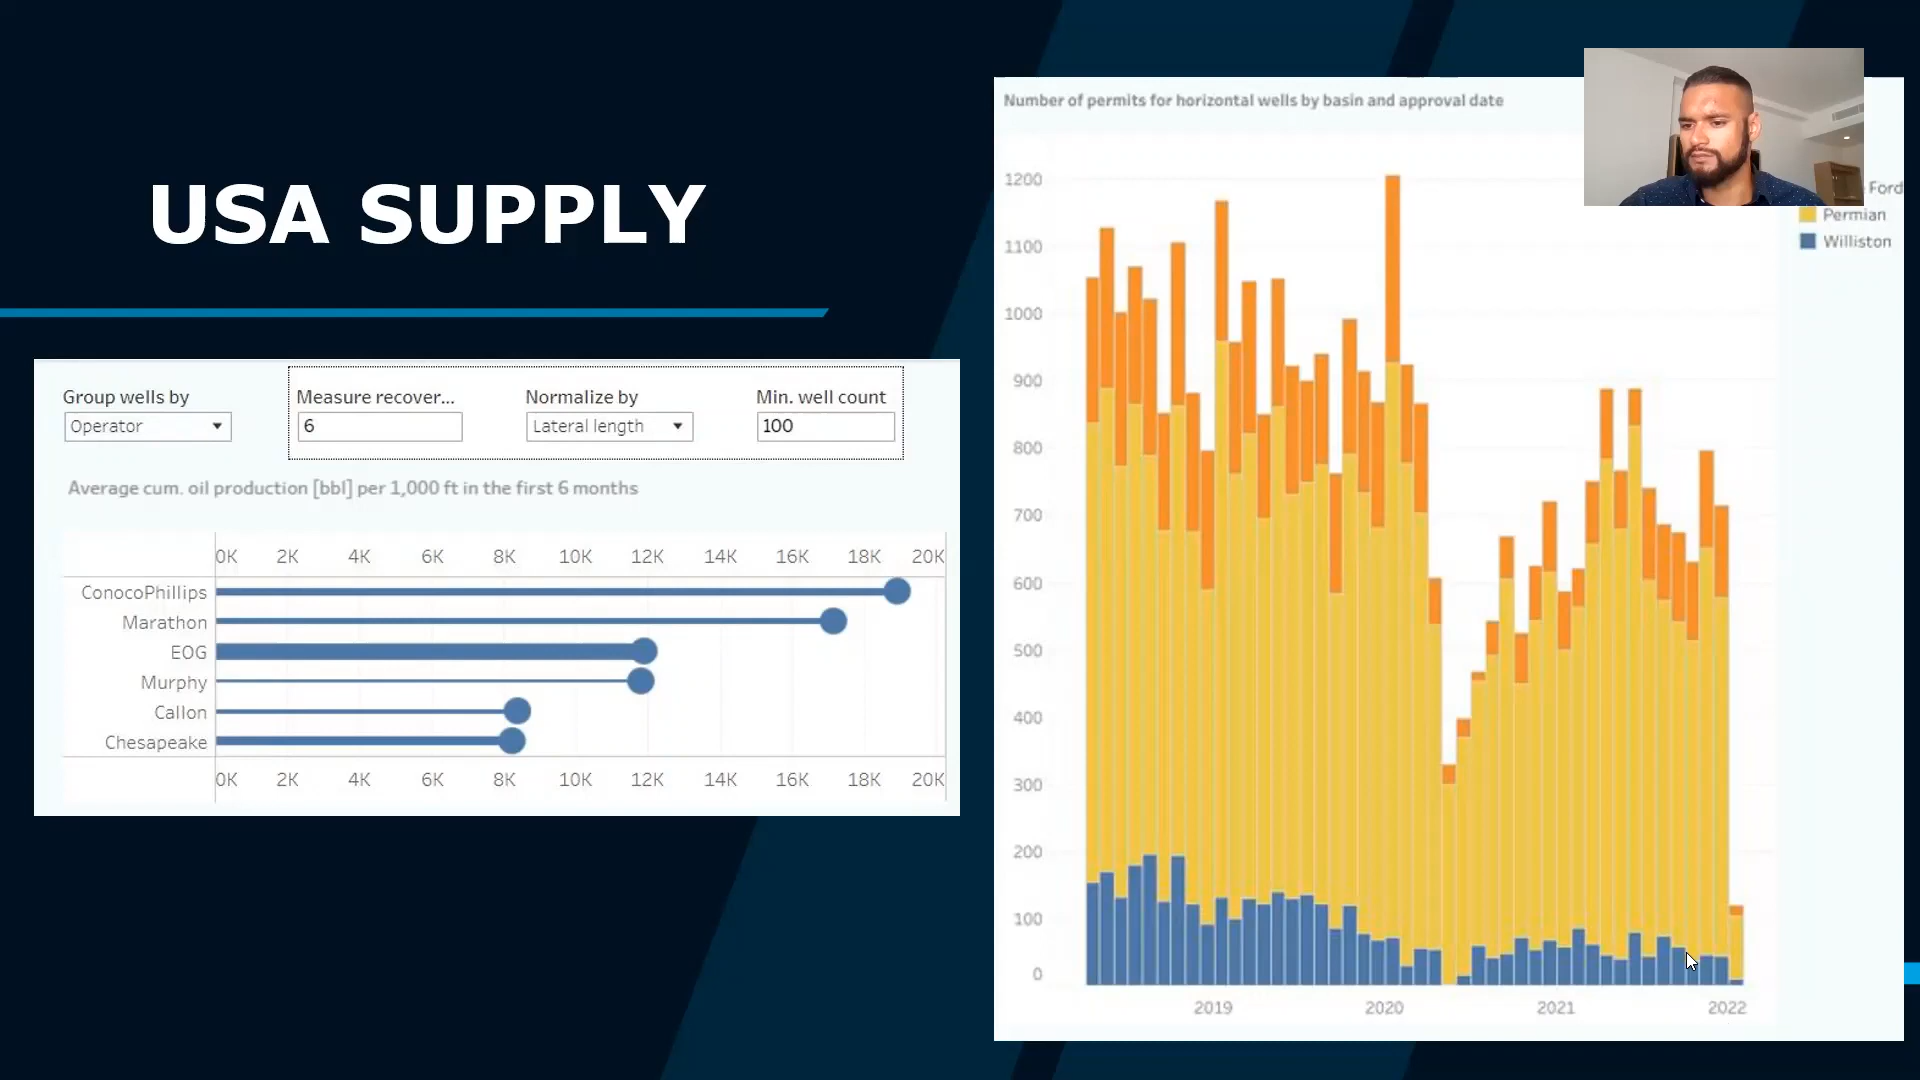 USA SUPPLY
Group wells by
Operator
Measure recover...
6
Normalize by
Lateral length
Min. well count
100
Average cum. oil production [bbl] per 1,000 ft in the first 6 months
0K 2K 4K 6K 8K 10K 12K 14K 16K 18K 20K
ConocoPhillips
Marathon
EOG
Murphy
Callon
Chesapeake
0K 2K 4K 6K 8K 10K 12K 14K 16K 18K 20K
Number of permits for horizontal wells by basin and approval date
Ford
Permian
Williston
1200
1100
1000
900
800
700
600
500
400
300
200
100
0
2019 2020 2021 2022